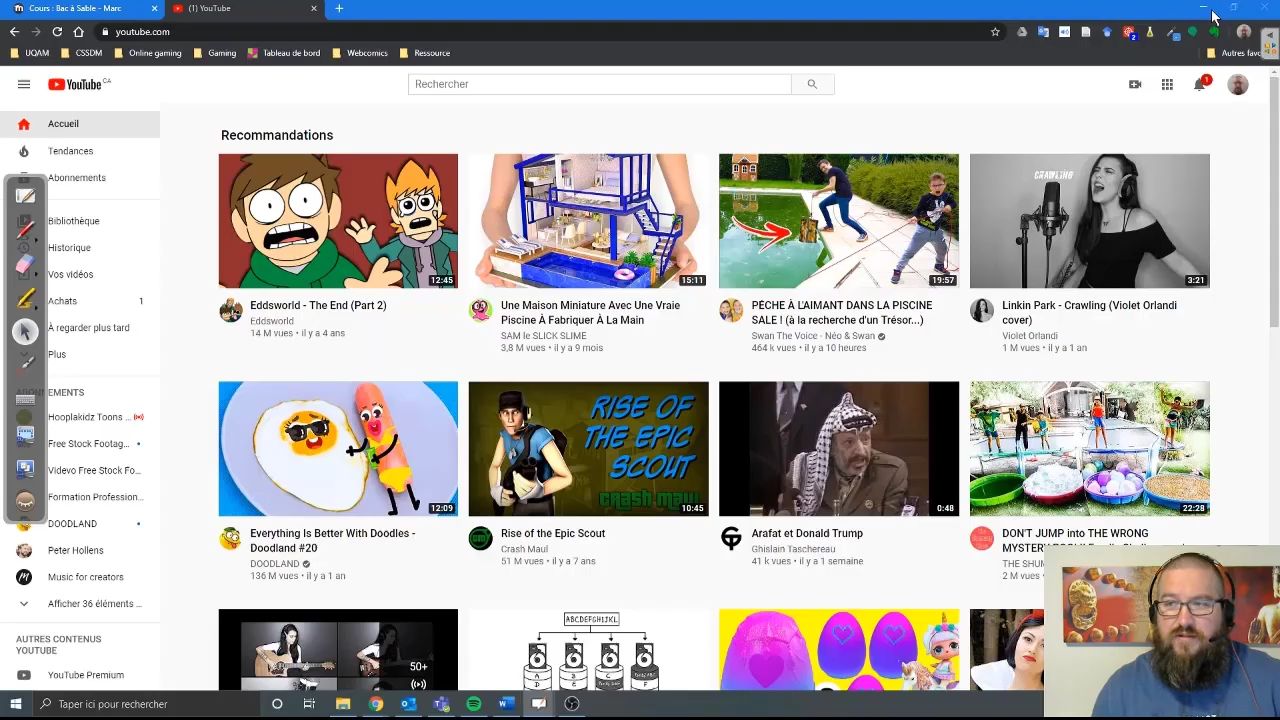 Cours : Bac à Sable - Marc
(1) YouTube
youtube.com
2
UQAM
CSSDM
Online gaming
Gaming
Tableau de bord
Webcomics
Ressource
Autres favo
YouTube CA
Rechercher
1
Accueil
Tendances
Abonnements
Bibliothèque
Historique
Vos vidéos
Achats 1
À regarder plus tard
Plus
Hooplakidz Toons ...
Free Stock Footag...
Videvo Free Stock Fo...
Formation Profession...
DOODLAND
Peter Hollens
Music for creators
Afficher 36 éléments ...
AUTRES CONTENUS
YOUTUBE
YouTube Premium
Recommandations
12:45
Eddsworld - The End (Part 2)
Eddsworld
14 M vues • il y a 4 ans
15:11
Une Maison Miniature Avec Une Vraie
Piscine À Fabriquer À La Main
SAM le SLICK SLIME
3,8 M vues • il y a 9 mois
19:57
PÊCHE À L'AIMANT DANS LA PISCINE
SALE ! (à la recherche d'un Trésor...)
Swan The Voice - Néo & Swan
464 k vues • il y a 10 heures
CRAWLING
3:21
Linkin Park - Crawling (Violet Orlandi
cover)
Violet Orlandi
1 M vues • il y a 1 an
12:09
Everything Is Better With Doodles -
Doodland #20
DOODLAND
136 M vues • il y a 1 an
RISE OF
THE EPIC
SCOUT
CRASH MAUL
10:45
Rise of the Epic Scout
Crash Maul
51 M vues • il y a 7 ans
0:48
Arafat et Donald Trump
Ghislain Taschereau
41 k vues • il y a 1 semaine
22:28
DON'T JUMP into THE WRONG
THE SHUM
2 M vues
50+
ABCDEFGHIJKL
Taper ici pour rechercher